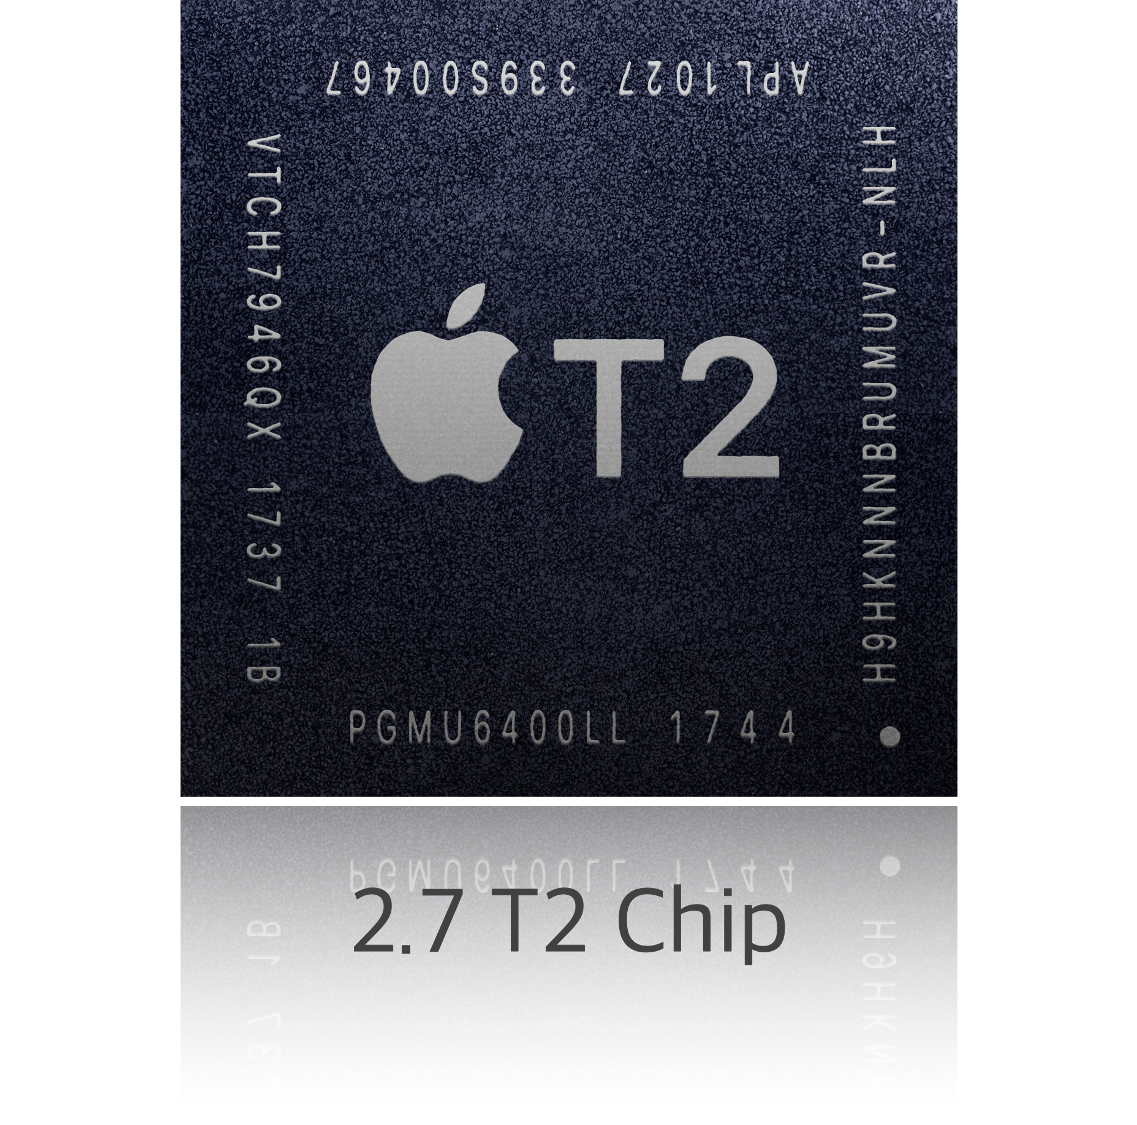 APL1027 339S00467
VTCH7946QX 1737 1B
T2
H9HKNNNBRUMUVR-NLH
PGMU6400LL 1744
2.7 T2 Chip